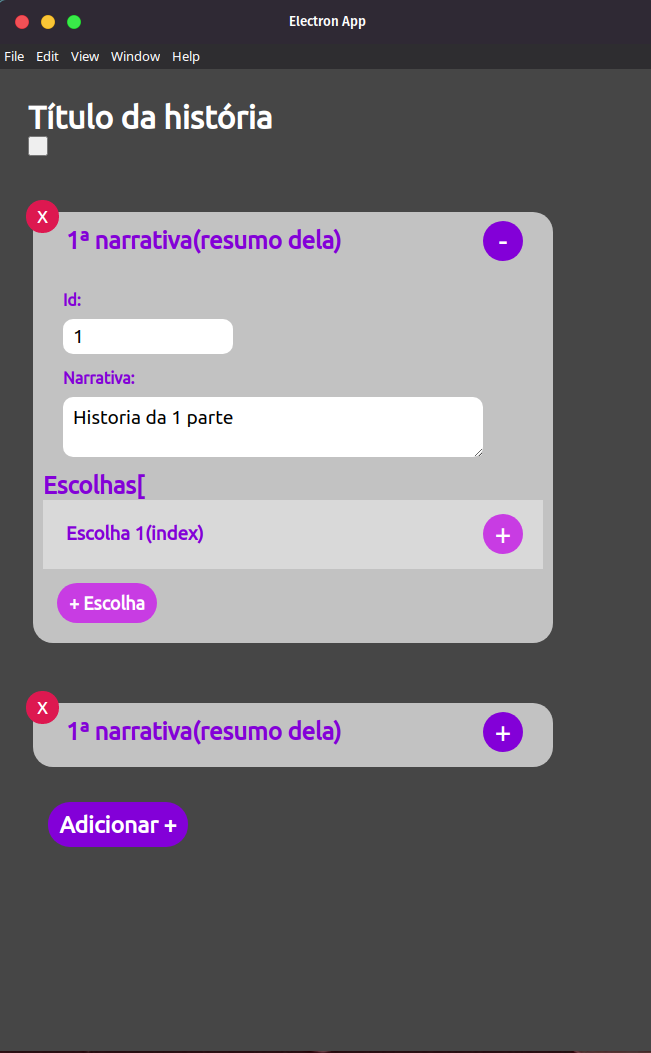 Electron App
File Edit View Window Help
Título da história
X
1ª narrativa(resumo dela) -
Id:
1
Narrativa:
Historia da 1 parte
Escolhas[
Escolha 1(index) +
+ Escolha
X
1ª narrativa(resumo dela) +
Adicionar +